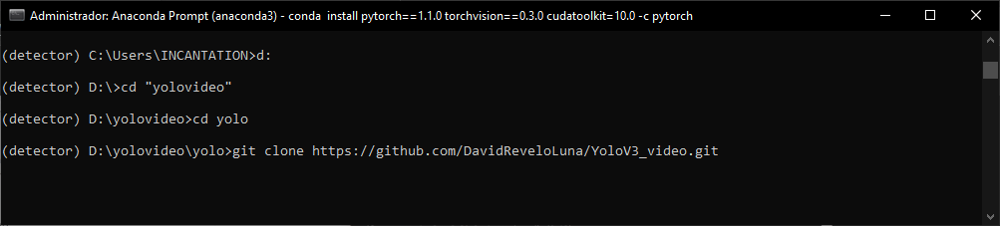 Administrador: Anaconda Prompt (anaconda3) - conda  install pytorch==1.1.0 torchvision==0.3.0 cudatoolkit=10.0 -c pytorch
(detector) C:\Users\INCANTATION>d:
(detector) D:\>cd "yolovideo"
(detector) D:\yolovideo>cd yolo
(detector) D:\yolovideo\yolo>git clone https://github.com/DavidReveloLuna/YoloV3_video.git